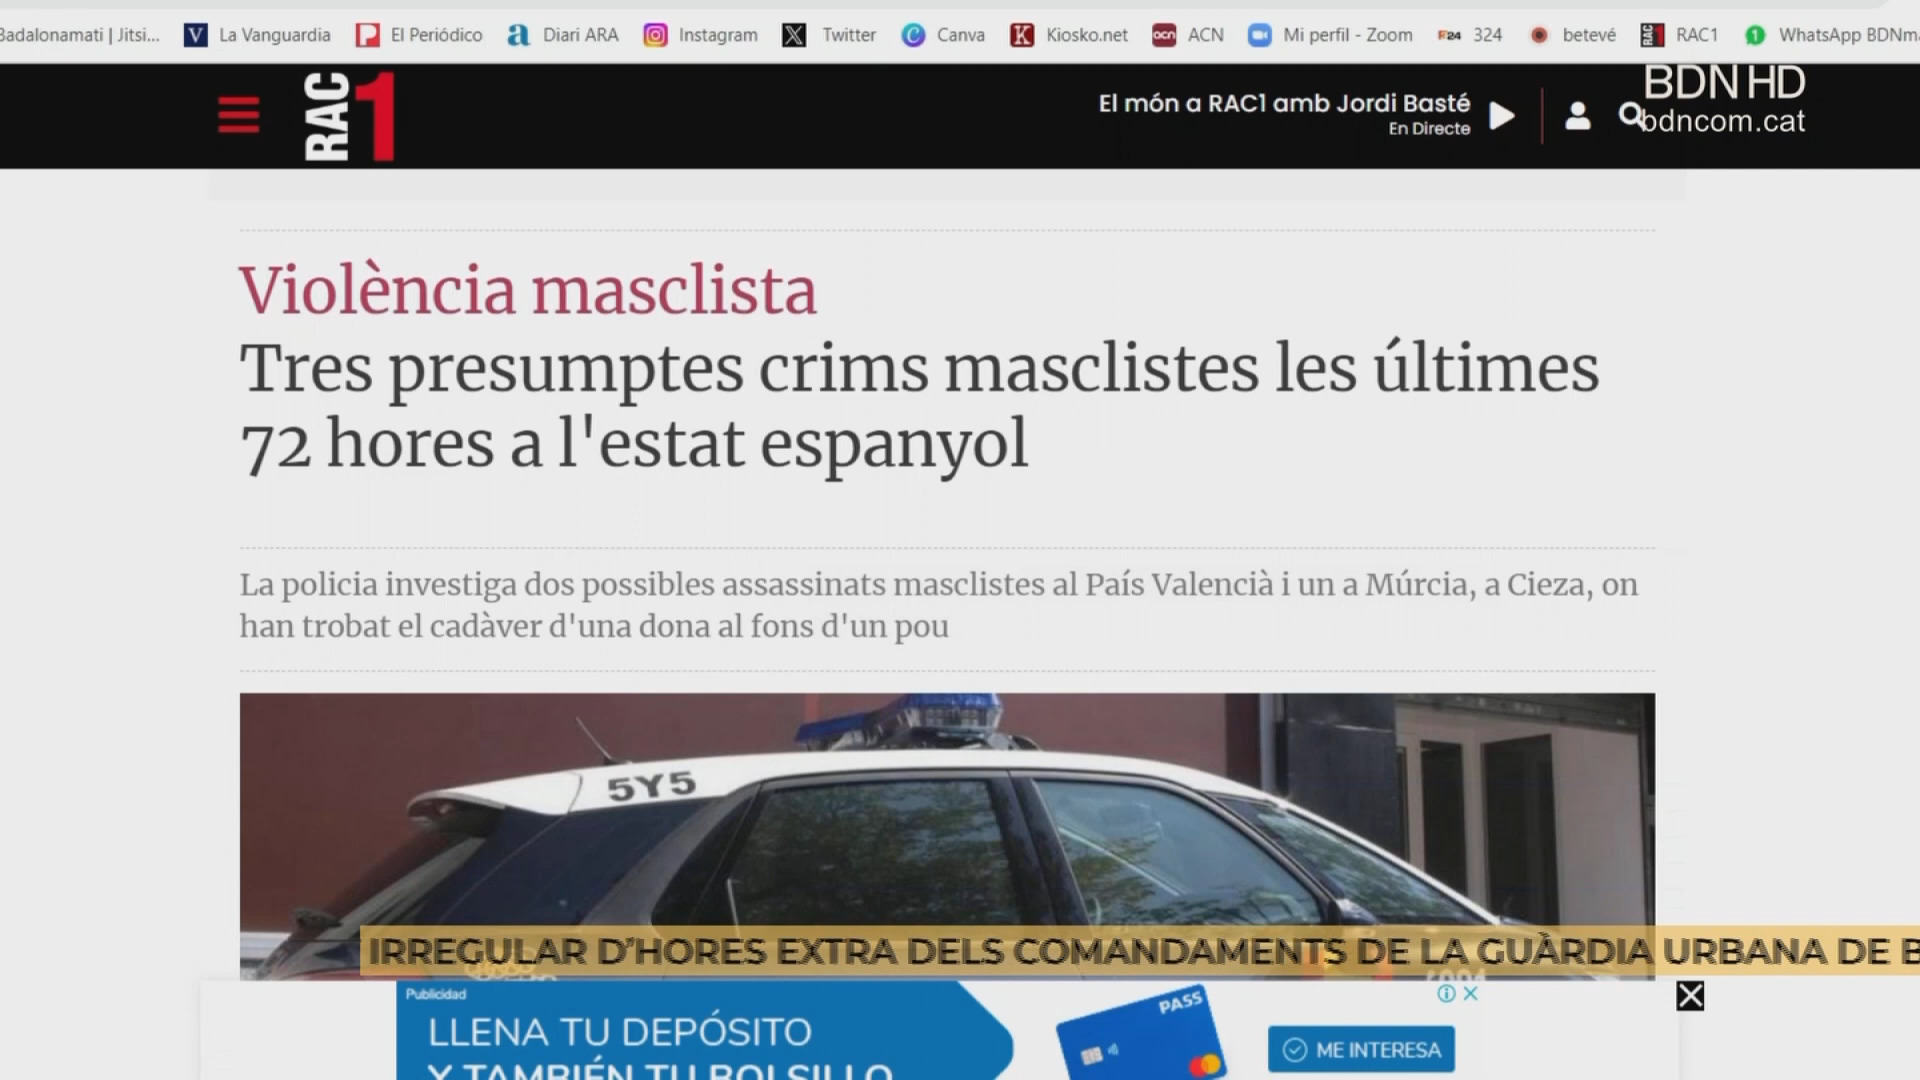 Badalonamati | Jitsi...
La Vanguardia
El Periódico
Diari ARA
Instagram
Twitter
Canva
Kiosko.net
ACN
Mi perfil - Zoom
324
betevé
RAC1
WhatsApp BDNma
RAC1
El món a RAC1 amb Jordi Basté
En Directe
BDN HD
bdncom.cat
Violència masclista
Tres presumptes crims masclistes les últimes
72 hores a l'estat espanyol
La policia investiga dos possibles assassinats masclistes al País Valencià i un a Múrcia, a Cieza, on
han trobat el cadàver d'una dona al fons d'un pou
5Y5
IRREGULAR D'HORES EXTRA DELS COMANDAMENTS DE LA GUÀRDIA URBANA DE B
Publicidad
LLENA TU DEPÓSITO
Y TAMBIÉN TU BOLSILLO
PASS
ME INTERESA